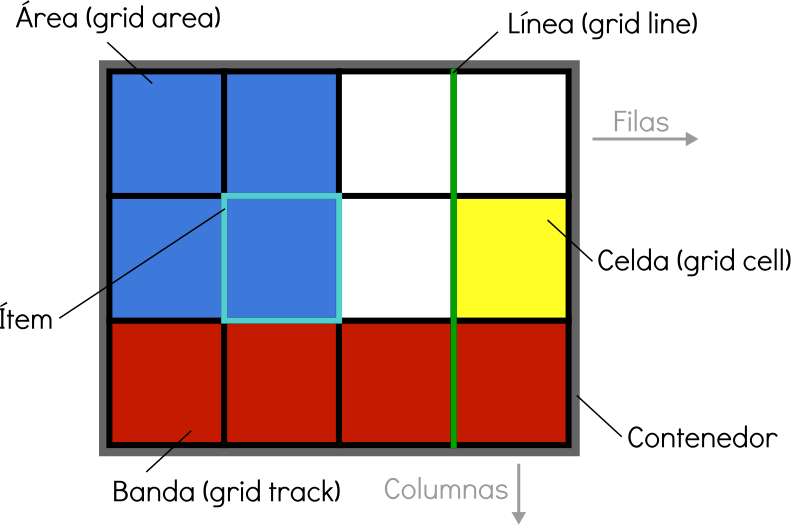 Área (grid area)
Línea (grid line)
Filas
Celda (grid cell)
Ítem
Contenedor
Banda (grid track)
Columnas